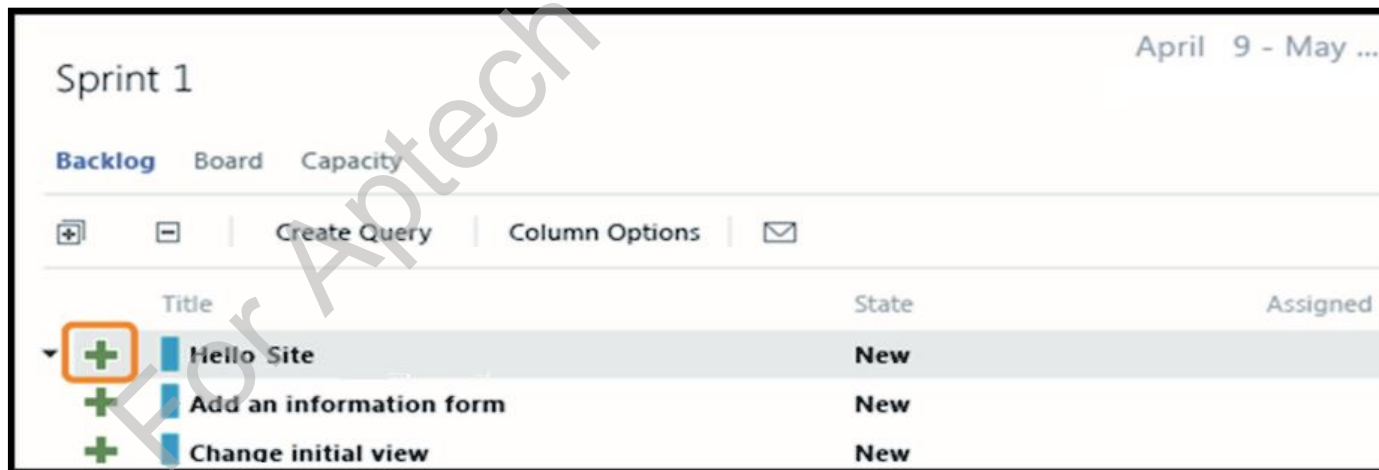 April 9 - May ...
Sprint 1
Backlog Board Capacity
Create Query Column Options
Title State Assigned
Hello Site New
Add an information form New
Change initial view New
For Aptech